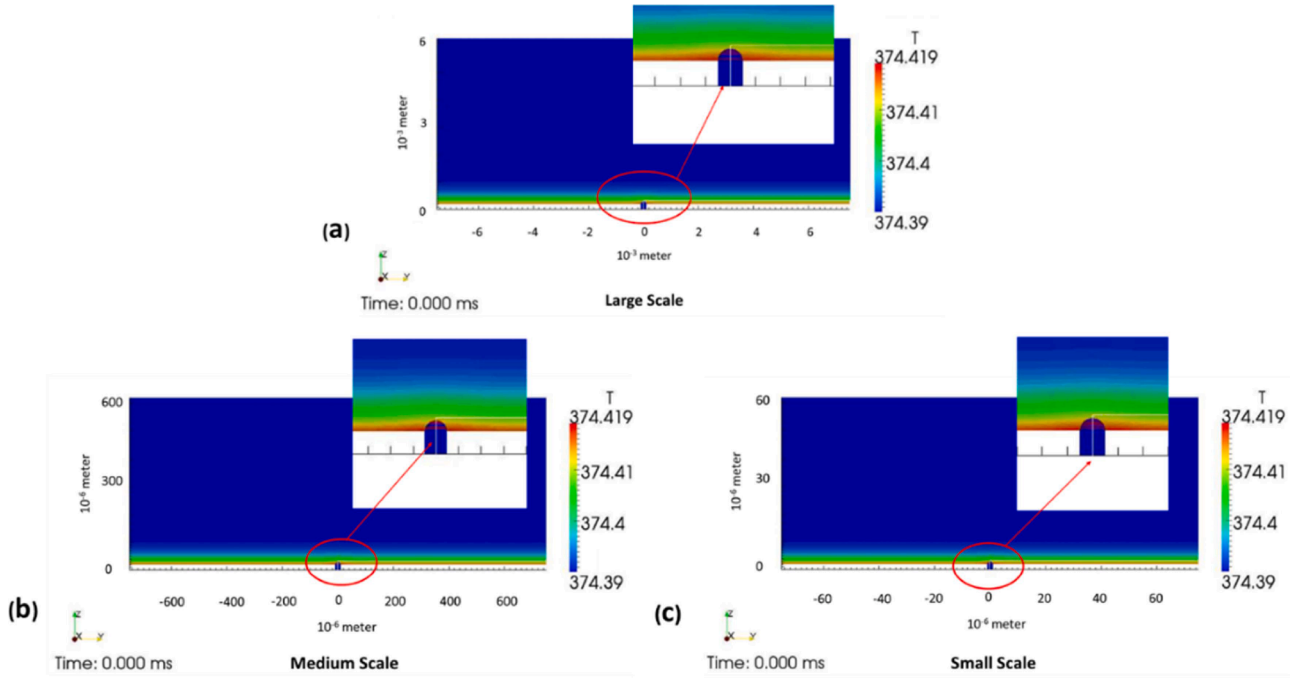 6
3
0
10⁻³ meter
-6
-4
-2
0
2
4
6
10⁻³ meter
T
374.419
374.41
374.4
374.39
(a)
Z
X
Y
Time: 0.000 ms
Large Scale
600
300
0
10⁻⁶ meter
-600
-400
-200
0
200
400
600
10⁻⁶ meter
T
374.419
374.41
374.4
374.39
(b)
Z
X
Y
Time: 0.000 ms
Medium Scale
60
30
0
10⁻⁶ meter
-60
-40
-20
0
20
40
60
10⁻⁶ meter
T
374.419
374.41
374.4
374.39
(c)
Z
X
Y
Time: 0.000 ms
Small Scale